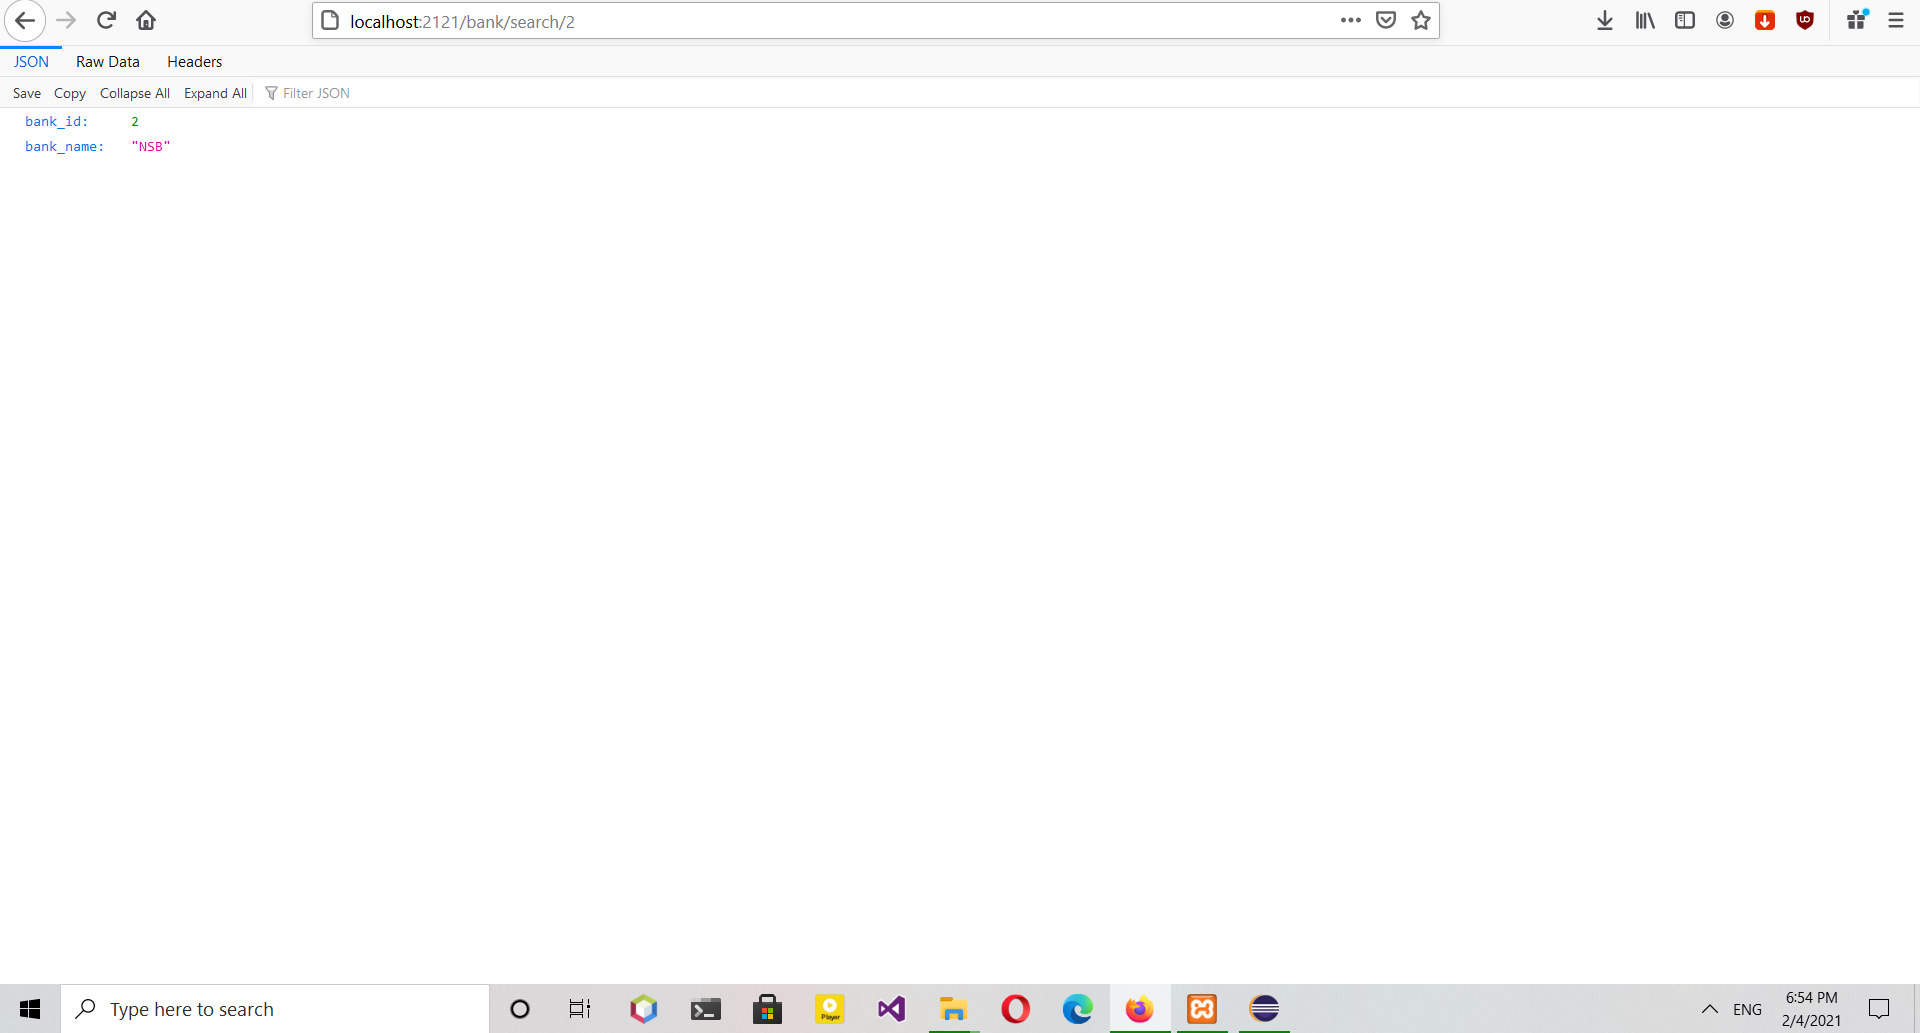 localhost:2121/bank/search/2
JSON Raw Data Headers
Save Copy Collapse All Expand All Filter JSON
bank_id: 2
bank_name: "NSB"
Type here to search
Player
ENG
6:54 PM
2/4/2021